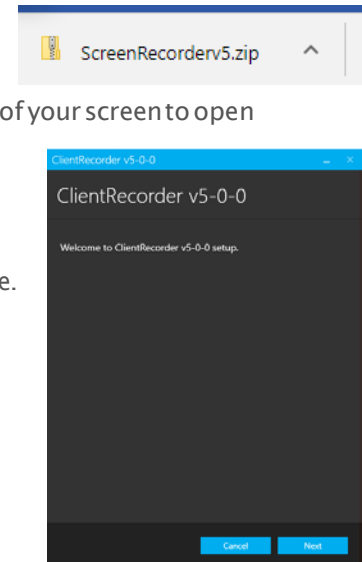 ScreenRecorderv5.zip
of your screen to open
ClientRecorder v5-0-0
ClientRecorder v5-0-0
Welcome to ClientRecorder v5-0-0 setup.
e.
Cancel Next